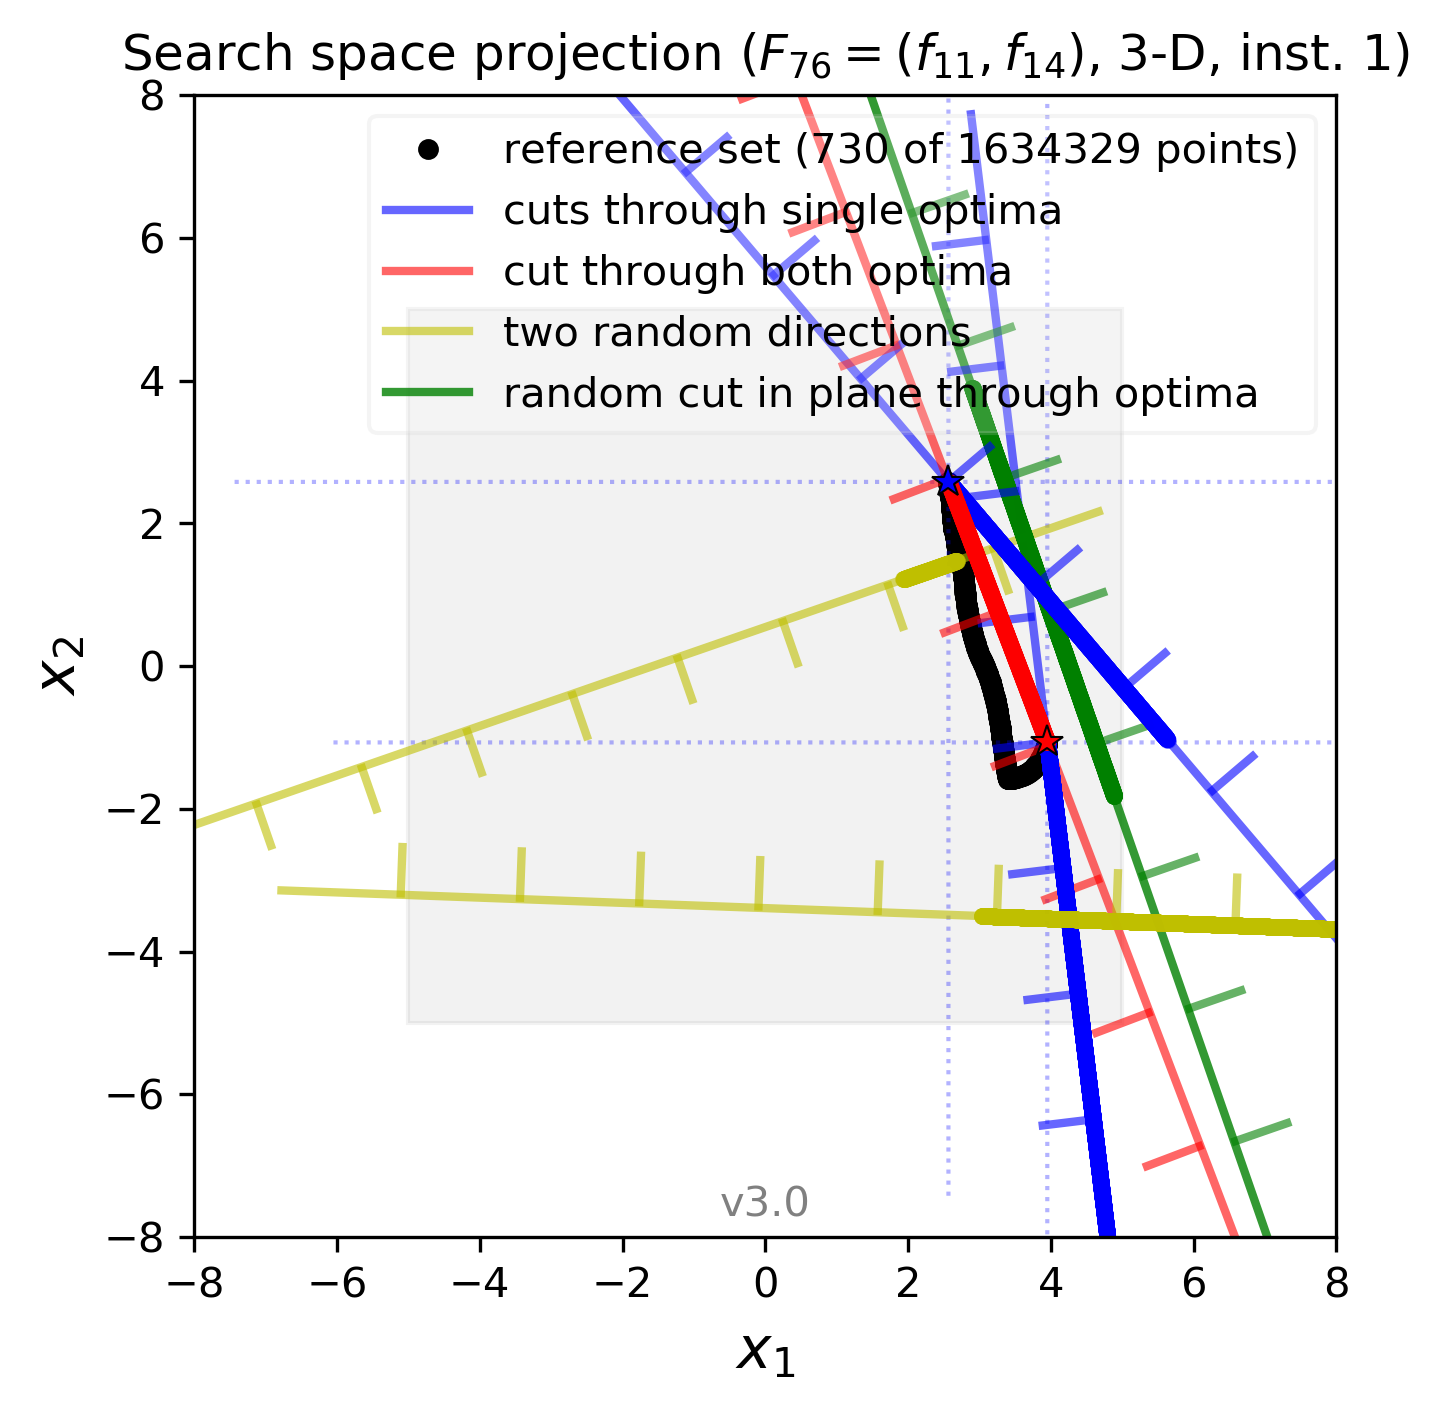 Search space projection (F₇₆ = (f₁₁, f₁₄), 3-D, inst. 1)
reference set (730 of 1634329 points)
cuts through single optima
cut through both optima
two random directions
random cut in plane through optima
8
6
4
2
0
−2
−4
−6
−8
x₂
v3.0
−8 −6 −4 −2 0 2 4 6 8
x₁